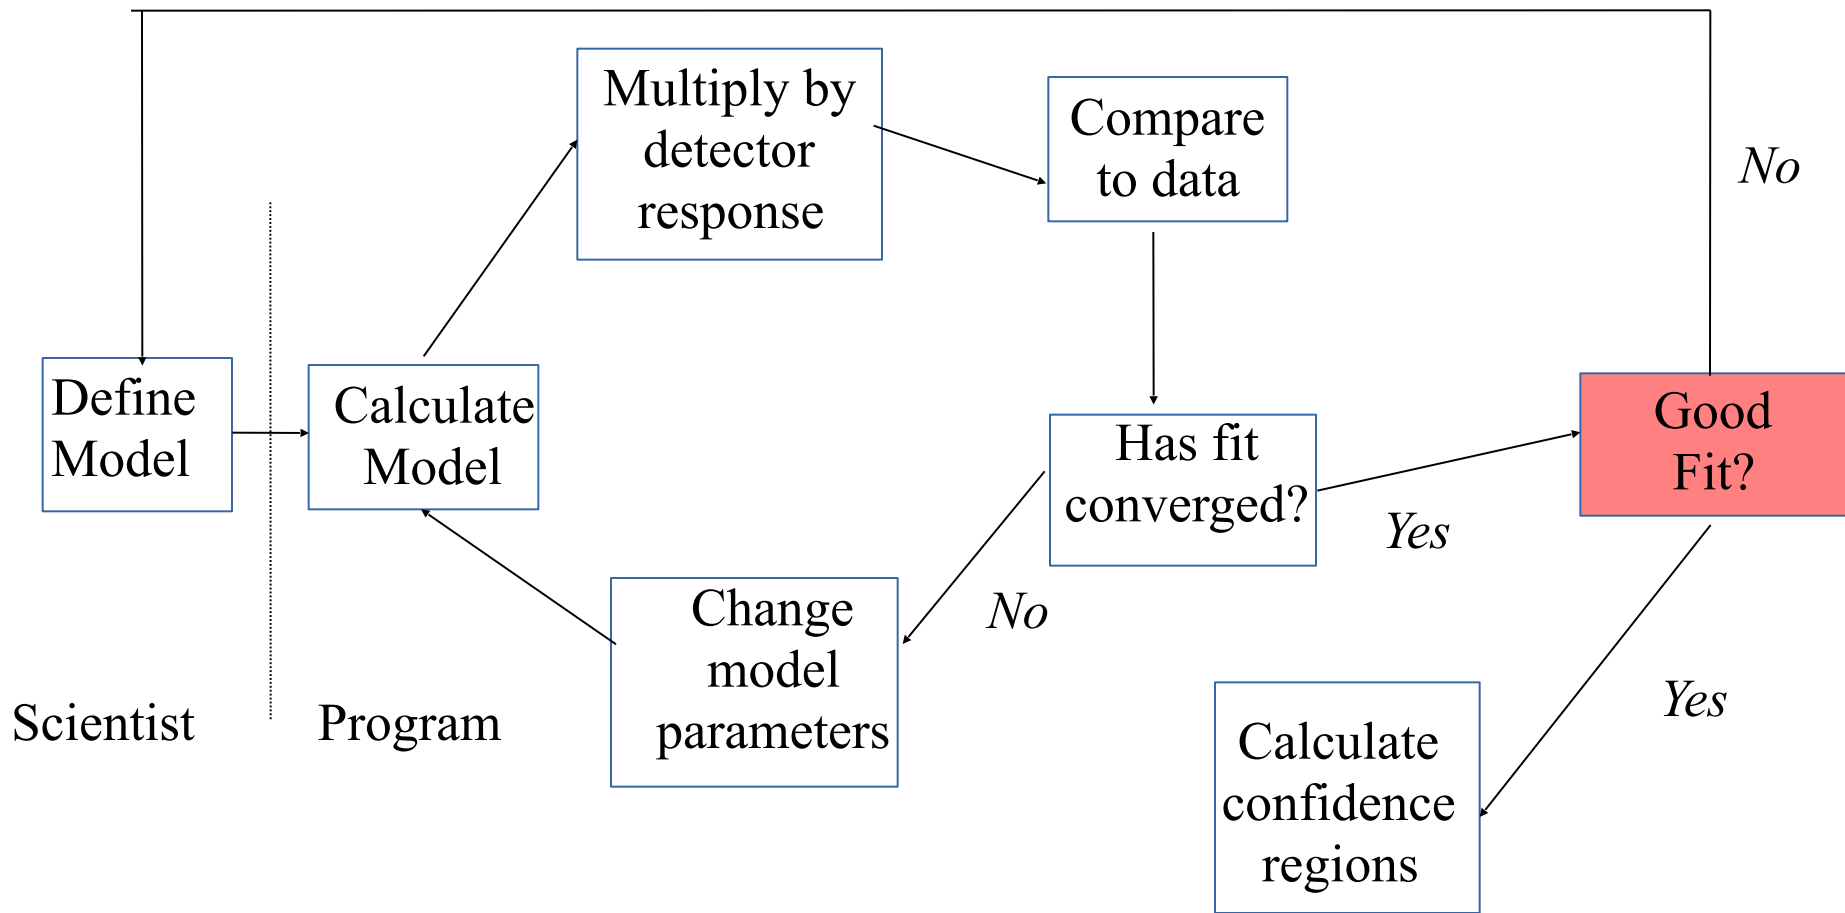 Multiply by
detector
response
Compare
to data
No
Define
Model
Calculate
Model
Has fit
converged?
Yes
Good
Fit?
No
Change
model
parameters
Yes
Scientist
Program
Calculate
confidence
regions